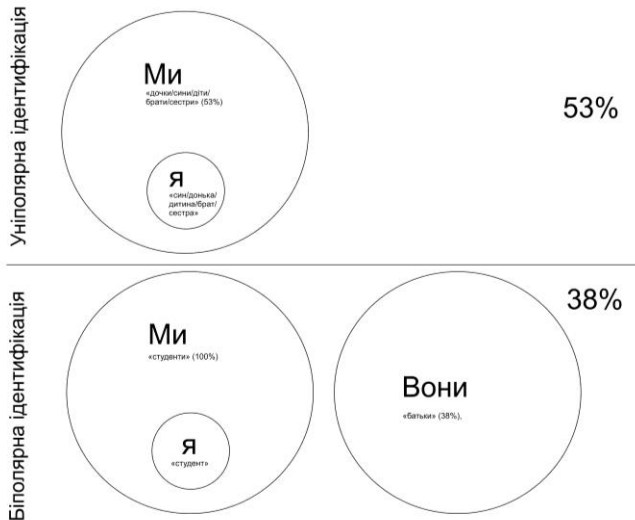 Уніполярна ідентифікація
Ми
«дочки/сини/діти/
брати/сестри» (53%)
я
«син/донька/
дитина/брат/
сестра»
53%
Біполярна ідентифікація
Ми
«студенти» (100%)
я
«студент»
Вони
«батьки» (38%),
38%